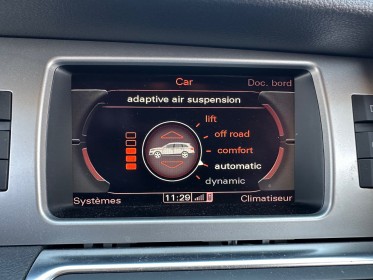 Car
Doc. bord
adaptive air suspension
lift
off road
comfort
automatic
dynamic
Systèmes
11:29
Climatiseur